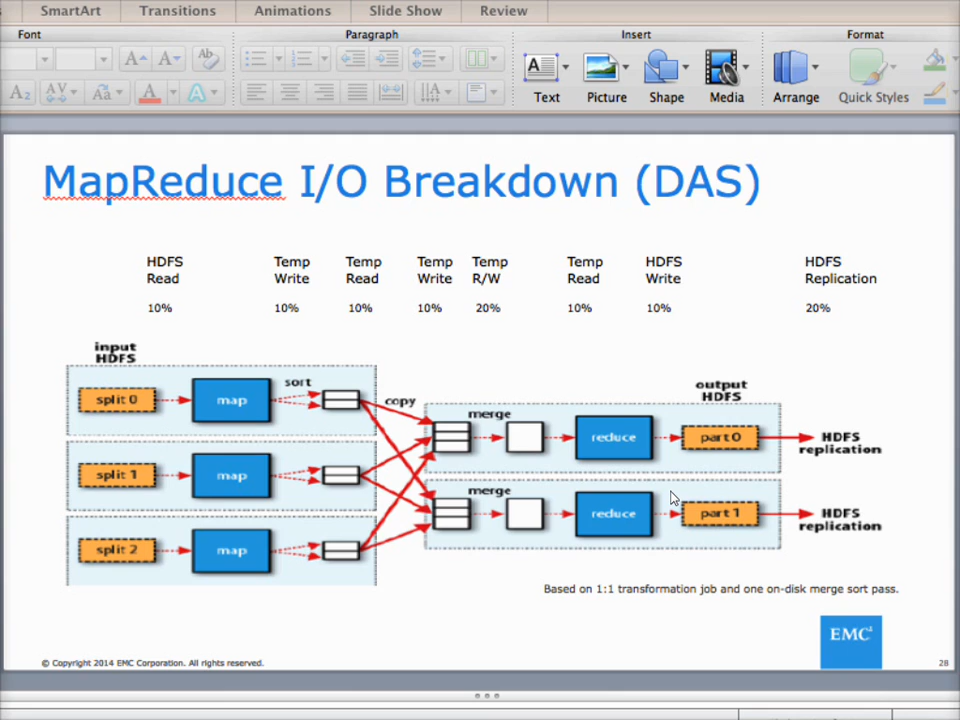 SmartArt Transitions Animations Slide Show Review
Font Paragraph Insert Format
Text Picture Shape Media Arrange Quick Styles
MapReduce I/O Breakdown (DAS)
HDFS Temp Temp Temp Temp Temp HDFS HDFS
Read Write Read Write R/W Read Write Replication
10% 10% 10% 10% 20% 10% 10% 20%
input
HDFS
sort
split 0 map
copy
output
HDFS
merge
reduce part 0 HDFS
replication
split 1 map
merge
reduce part 1 HDFS
replication
split 2 map
Based on 1:1 transformation job and one on-disk merge sort pass.
EMC²
© Copyright 2014 EMC Corporation. All rights reserved. 28